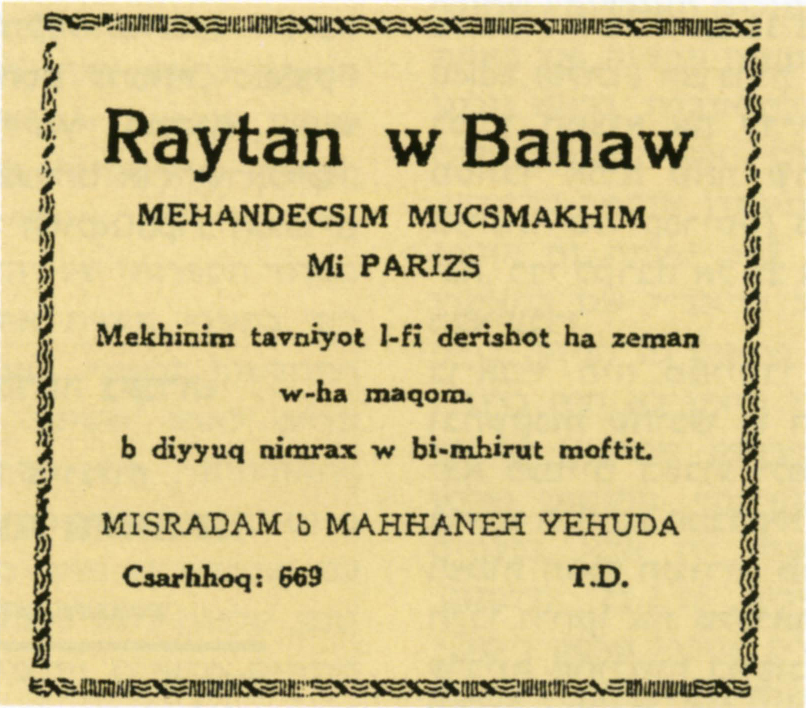 Raytan w Banaw
MEHANDECSIM MUCSMAKHIM
Mi PARIZS
Mekhinim tavniyot l-fi derishot ha zeman
w-ha maqom.
b diyyuq nimrax w bi-mhirut moftit.
MISRADAM b MAHHANEH YEHUDA
Csarhhoq: 669 T.D.